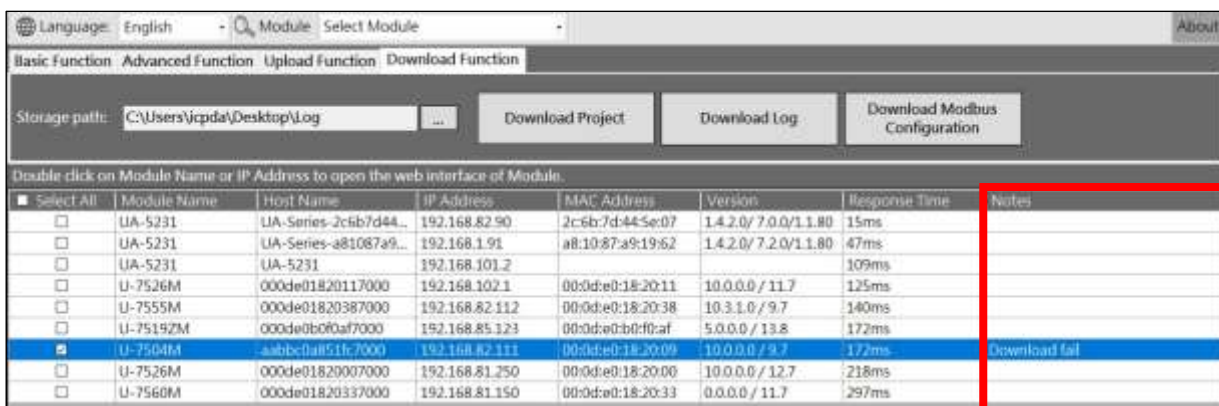 Language: English Module Select Module About
Basic Function Advanced Function Upload Function Download Function
Storage path: C:\Users\icpda\Desktop\Log ... Download Project Download Log Download Modbus Configuration
Double click on Module Name or IP Address to open the web interface of Module.
Select All Module Name Host Name IP Address MAC Address Version Response Time Notes
UA-5231 UA-Series-2c6b7d44... 192.168.82.90 2c:6b:7d:44:5e:07 1.4.2.0/ 7.0.0/1.1.80 15ms
UA-5231 UA-Series-a81087a9... 192.168.1.91 a8:10:87:a9:19:62 1.4.2.0/ 7.2.0/1.1.80 47ms
UA-5231 UA-5231 192.168.101.2 109ms
U-7526M 000de01820117000 192.168.102.1 00:0d:e0:18:20:11 10.0.0.0 / 11.7 125ms
U-7555M 000de01820387000 192.168.82.112 00:0d:e0:18:20:38 10.3.1.0 / 9.7 140ms
U-7519ZM 000de0b0f0af7000 192.168.85.123 00:0d:e0:b0:f0:af 5.0.0.0 / 13.8 172ms
U-7504M aabbc0a851fc7000 192.168.82.111 00:0d:e0:18:20:09 10.0.0.0 / 9.7 172ms Download fail
U-7526M 000de01820007000 192.168.81.250 00:0d:e0:18:20:00 10.0.0.0 / 12.7 218ms
U-7560M 000de01820337000 192.168.81.150 00:0d:e0:18:20:33 0.0.0.0 / 11.7 297ms